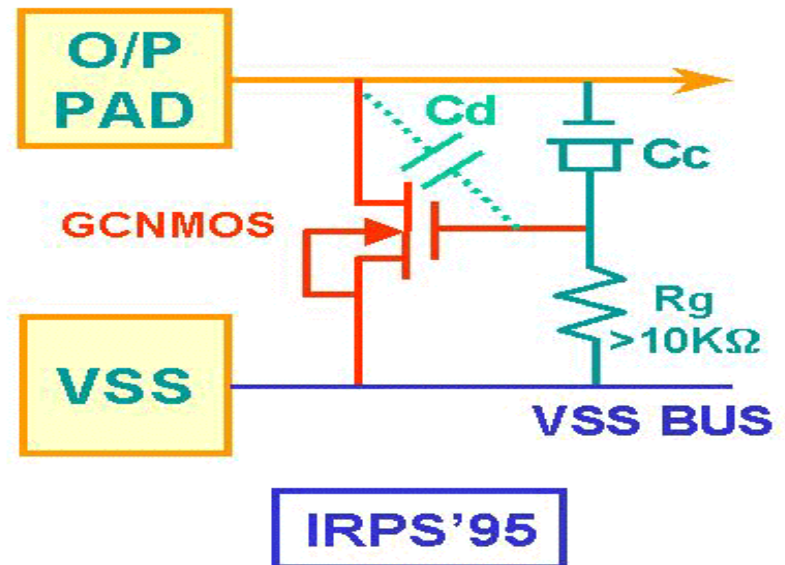 O/P
PAD
Cd
Cc
GCNMOS
Rg
>10KΩ
VSS
VSS BUS
IRPS'95